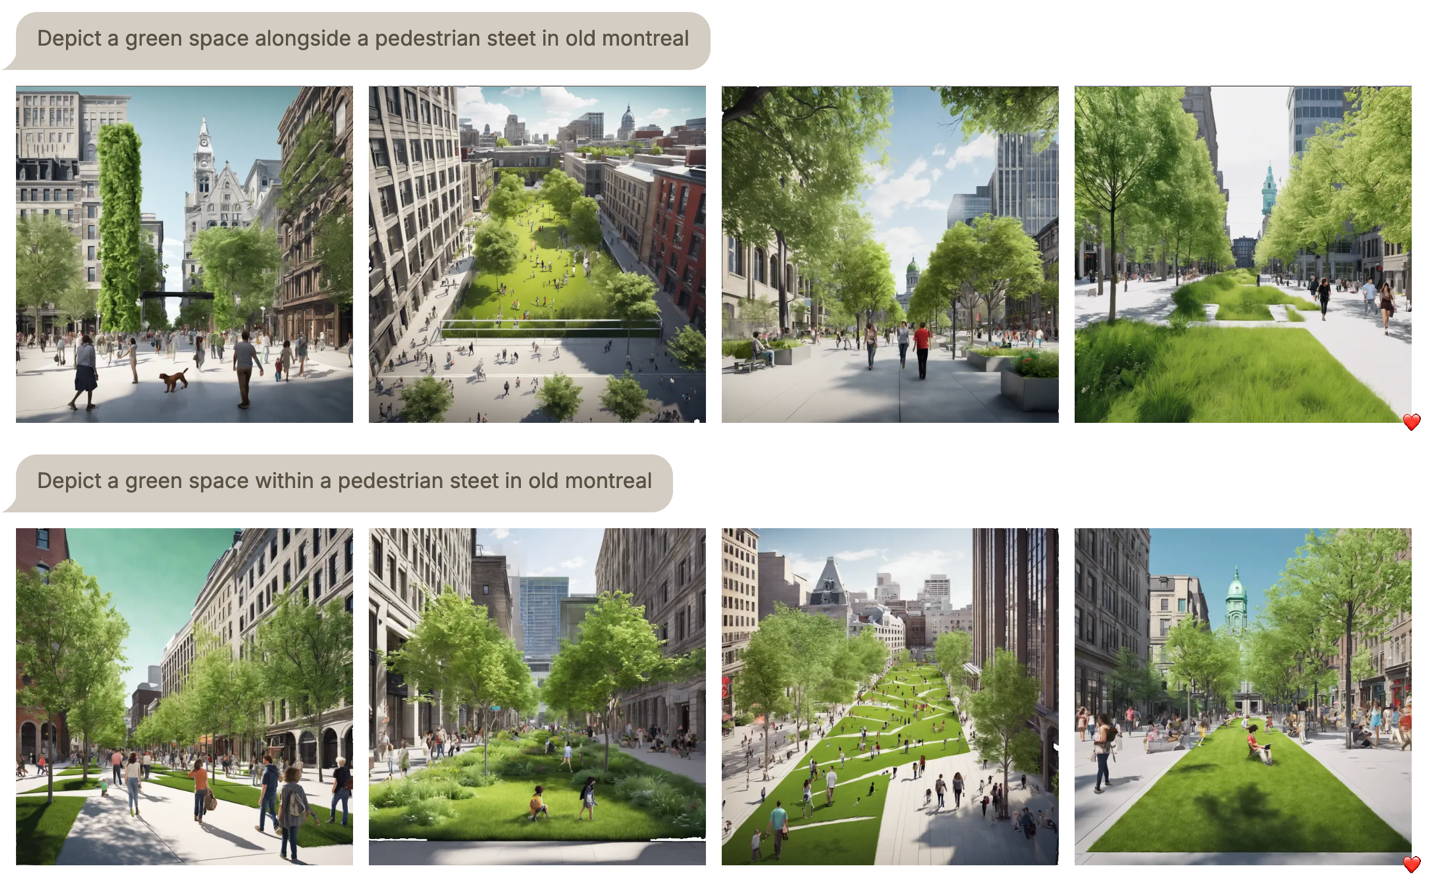 Depict a green space alongside a pedestrian steet in old montreal
Depict a green space within a pedestrian steet in old montreal